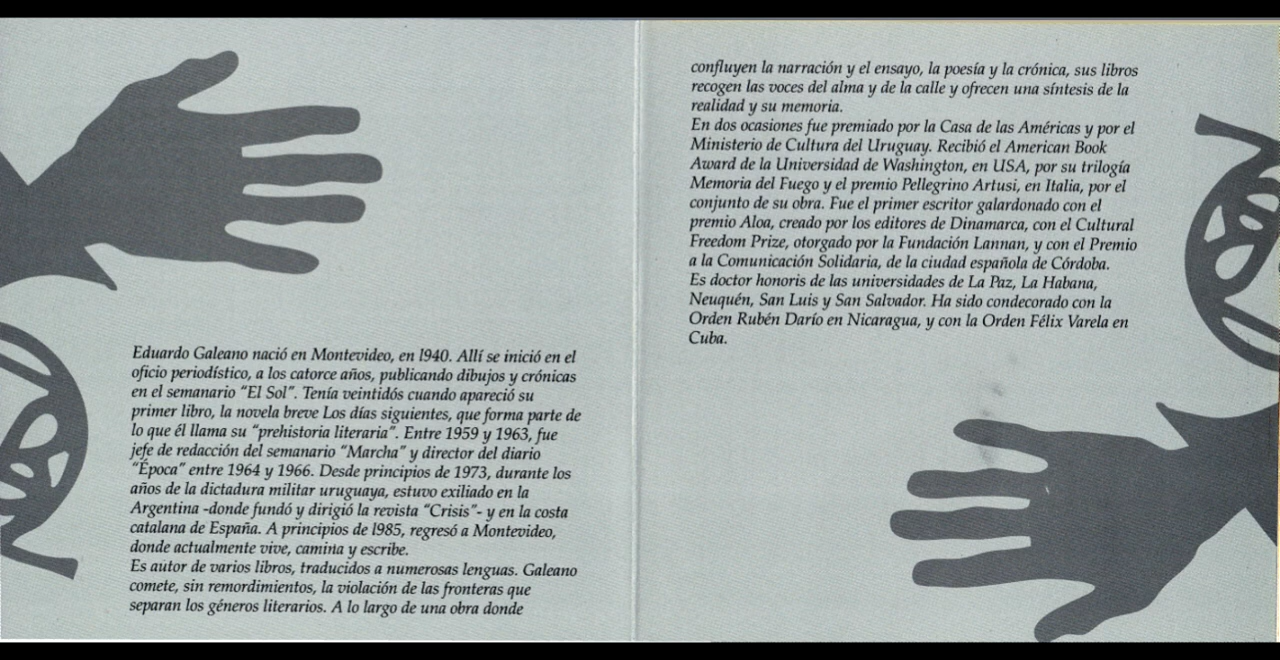 Eduardo Galeano nació en Montevideo, en 1940. Allí se inició en el
oficio periodístico, a los catorce años, publicando dibujos y crónicas
en el semanario “El Sol”. Tenía veintidós cuando apareció su
primer libro, la novela breve Los días siguientes, que forma parte de
lo que él llama su “prehistoria literaria”. Entre 1959 y 1963, fue
jefe de redacción del semanario “Marcha” y director del diario
“Época” entre 1964 y 1966. Desde principios de 1973, durante los
años de la dictadura militar uruguaya, estuvo exiliado en la
Argentina -donde fundó y dirigió la revista “Crisis”- y en la costa
catalana de España. A principios de 1985, regresó a Montevideo,
donde actualmente vive, camina y escribe.
Es autor de varios libros, traducidos a numerosas lenguas. Galeano
comete, sin remordimientos, la violación de las fronteras que
separan los géneros literarios. A lo largo de una obra donde
confluyen la narración y el ensayo, la poesía y la crónica, sus libros
recogen las voces del alma y de la calle y ofrecen una síntesis de la
realidad y su memoria.
En dos ocasiones fue premiado por la Casa de las Américas y por el
Ministerio de Cultura del Uruguay. Recibió el American Book
Award de la Universidad de Washington, en USA, por su trilogía
Memoria del Fuego y el premio Pellegrino Artusi, en Italia, por el
conjunto de su obra. Fue el primer escritor galardonado con el
premio Aloa, creado por los editores de Dinamarca, con el Cultural
Freedom Prize, otorgado por la Fundación Lannan, y con el Premio
a la Comunicación Solidaria, de la ciudad española de Córdoba.
Es doctor honoris de las universidades de La Paz, La Habana,
Neuquén, San Luis y San Salvador. Ha sido condecorado con la
Orden Rubén Darío en Nicaragua, y con la Orden Félix Varela en
Cuba.